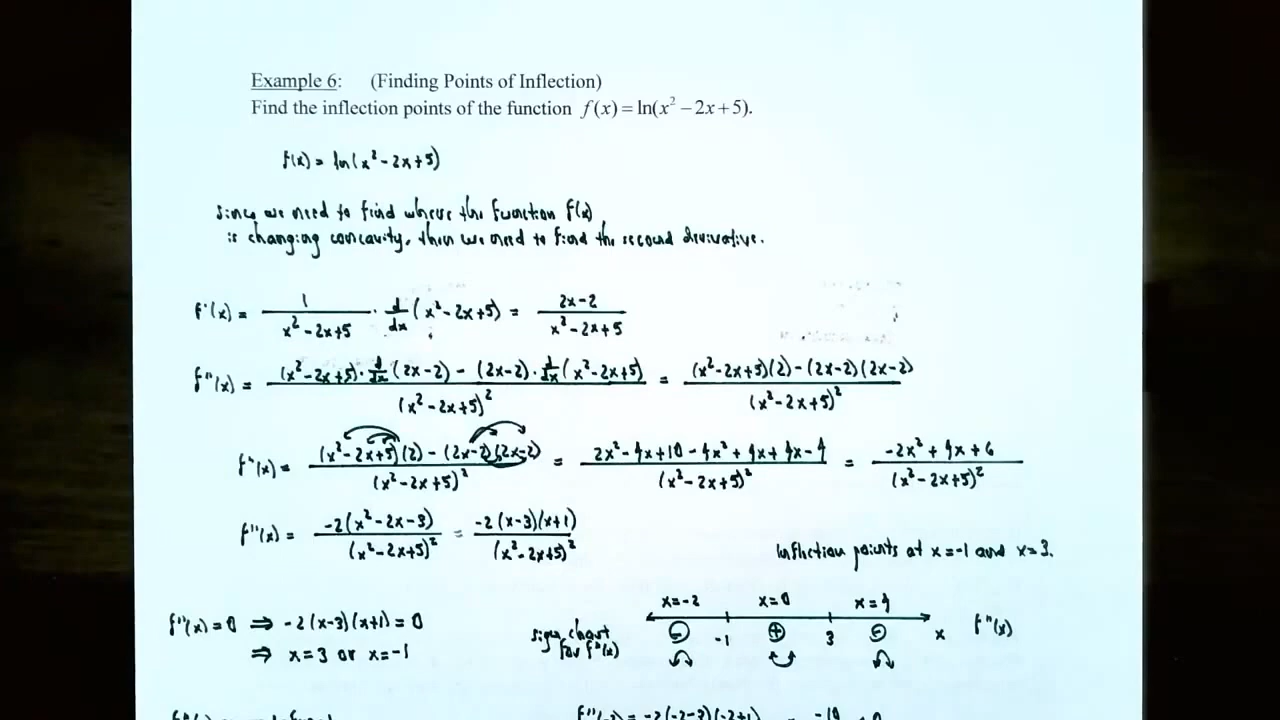 Example 6: (Finding Points of Inflection)
Find the inflection points of the function f(x) = ln(x² − 2x + 5).
f(x) = ln(x² − 2x + 5)
Since we need to find where the function f(x)
is changing concavity, then we need to find the second derivative.
f'(x) = 1/(x² − 2x + 5) · d/dx (x² − 2x + 5) = (2x − 2)/(x² − 2x + 5)
f''(x) = ((x² − 2x + 5) · d/dx (2x − 2) − (2x − 2) · d/dx (x² − 2x + 5))/(x² − 2x + 5)² = ((x² − 2x + 5)(2) − (2x − 2)(2x − 2))/(x² − 2x + 5)²
f''(x) = ((x² − 2x + 5)(2) − (2x − 2)(2x − 2))/(x² − 2x + 5)² = (2x² − 4x + 10 − 4x² + 4x + 4x − 4)/(x² − 2x + 5)² = (−2x² + 4x + 6)/(x² − 2x + 5)²
f''(x) = −2(x² − 2x − 3)/(x² − 2x + 5)² = −2(x − 3)(x + 1)/(x² − 2x + 5)²
Inflection points at x = −1 and x = 3.
x = −2 x = 0 x = 4
f''(x) = 0 ⇒ −2(x − 3)(x + 1) = 0
⇒ x = 3 or x = −1
sign chart
for f''(x)
− −1 + 3 − x f''(x)